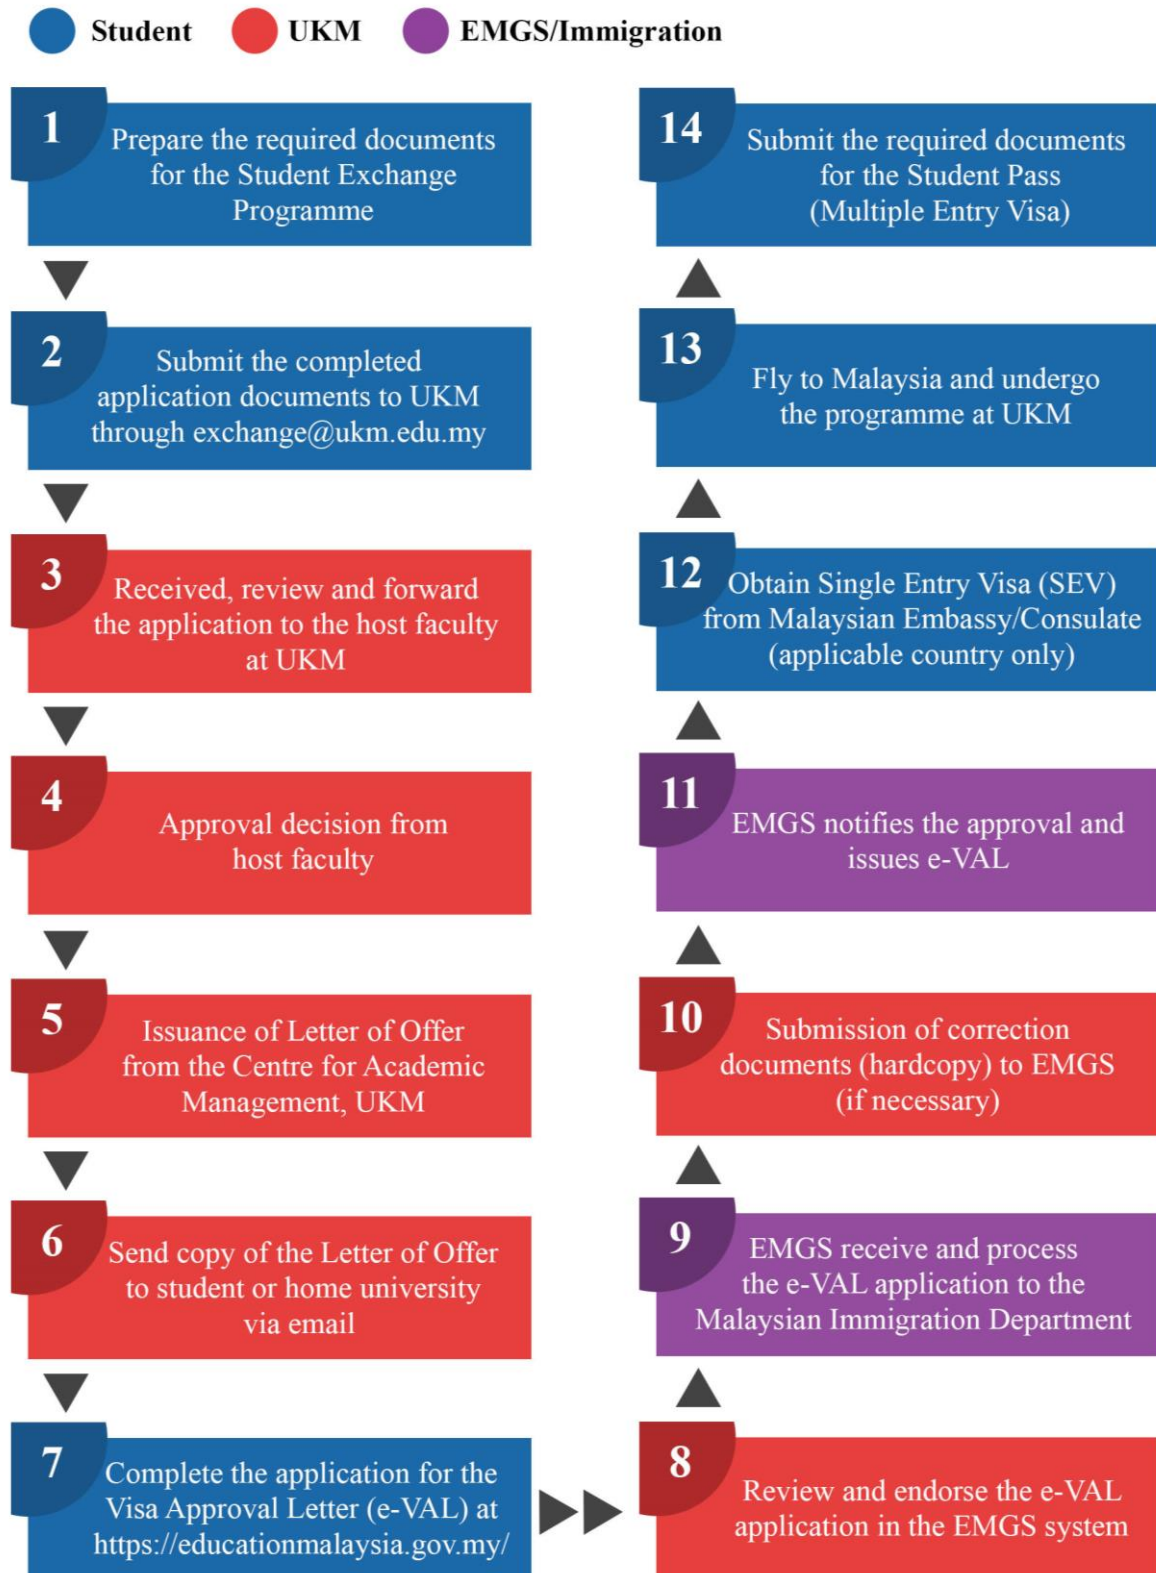 Student UKM EMGS/Immigration
1
Prepare the required documents
for the Student Exchange
Programme
2
Submit the completed
application documents to UKM
through exchange@ukm.edu.my
3
Received, review and forward
the application to the host faculty
at UKM
4
Approval decision from
host faculty
5
Issuance of Letter of Offer
from the Centre for Academic
Management, UKM
6
Send copy of the Letter of Offer
to student or home university
via email
7
Complete the application for the
Visa Approval Letter (e-VAL) at
https://educationmalaysia.gov.my/
8
Review and endorse the e-VAL
application in the EMGS system
9
EMGS receive and process
the e-VAL application to the
Malaysian Immigration Department
10
Submission of correction
documents (hardcopy) to EMGS
(if necessary)
11
EMGS notifies the approval and
issues e-VAL
12
Obtain Single Entry Visa (SEV)
from Malaysian Embassy/Consulate
(applicable country only)
13
Fly to Malaysia and undergo
the programme at UKM
14
Submit the required documents
for the Student Pass
(Multiple Entry Visa)